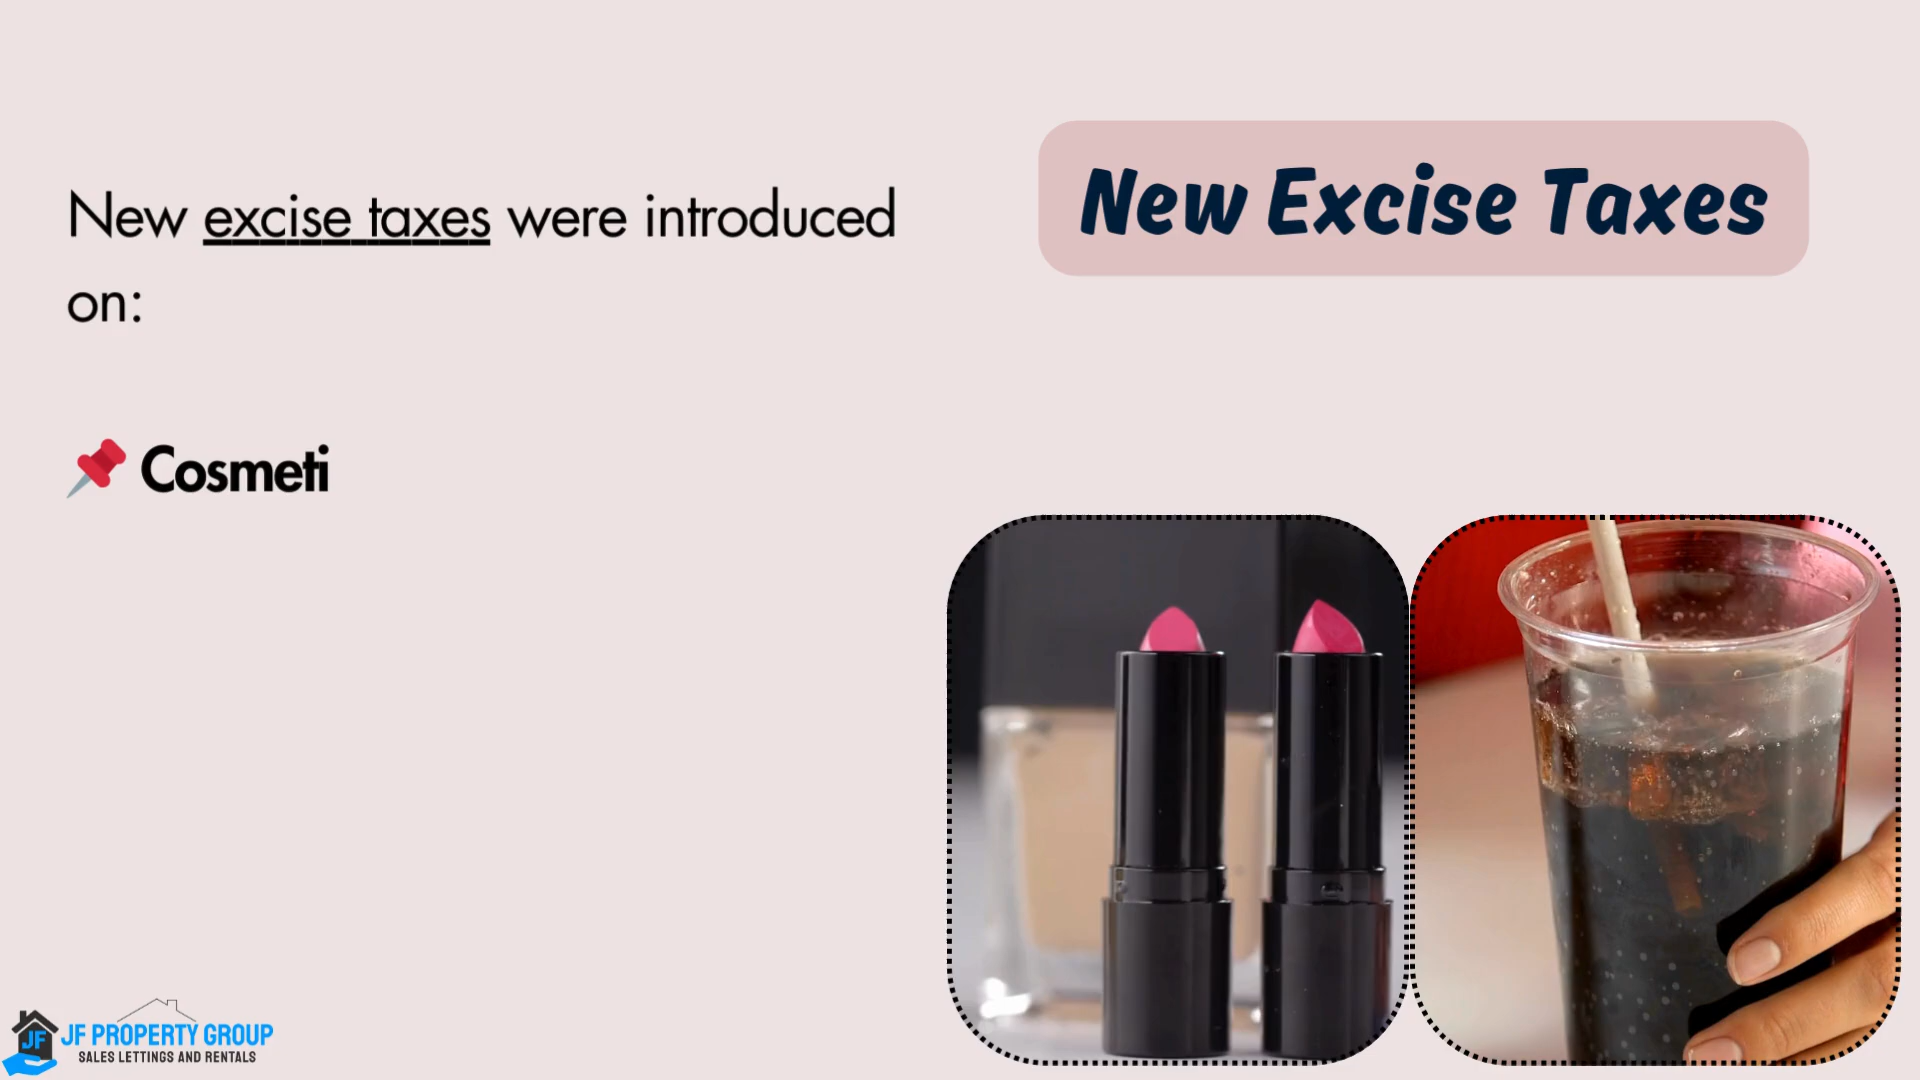 New excise taxes were introduced
on:
📌 Cosmeti
New Excise Taxes
JF
JF PROPERTY GROUP
SALES LETTINGS AND RENTALS